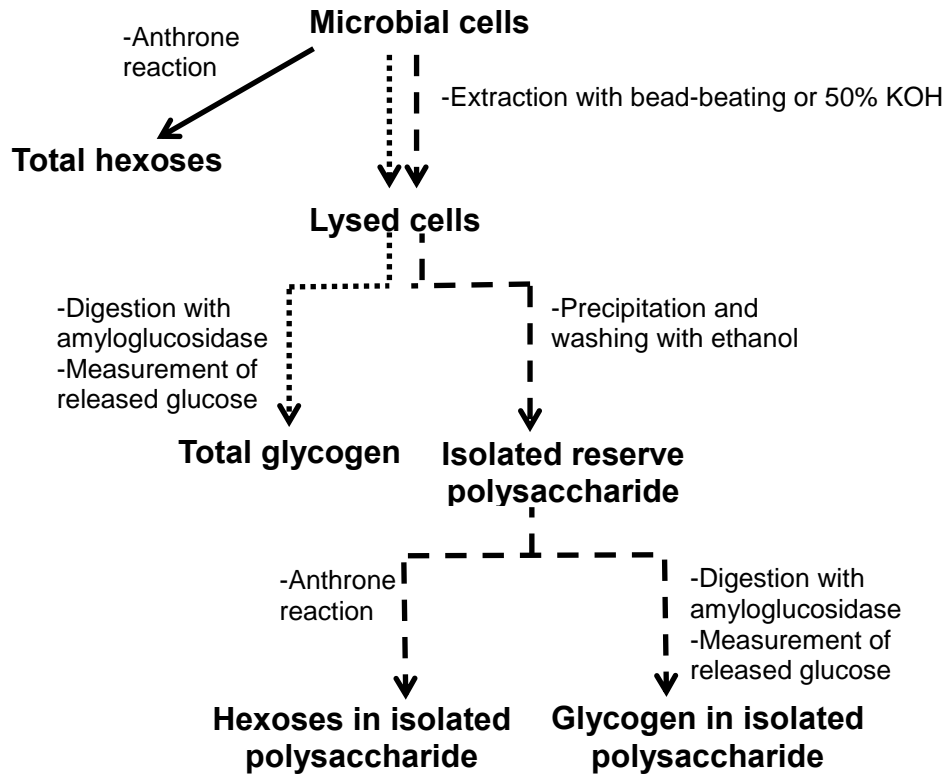 Microbial cells
-Anthrone
reaction
-Extraction with bead-beating or 50% KOH
Total hexoses
Lysed cells
-Digestion with
amyloglucosidase
-Measurement of
released glucose
-Precipitation and
washing with ethanol
Total glycogen
Isolated reserve
polysaccharide
-Anthrone
reaction
-Digestion with
amyloglucosidase
-Measurement of
released glucose
Hexoses in isolated
polysaccharide
Glycogen in isolated
polysaccharide